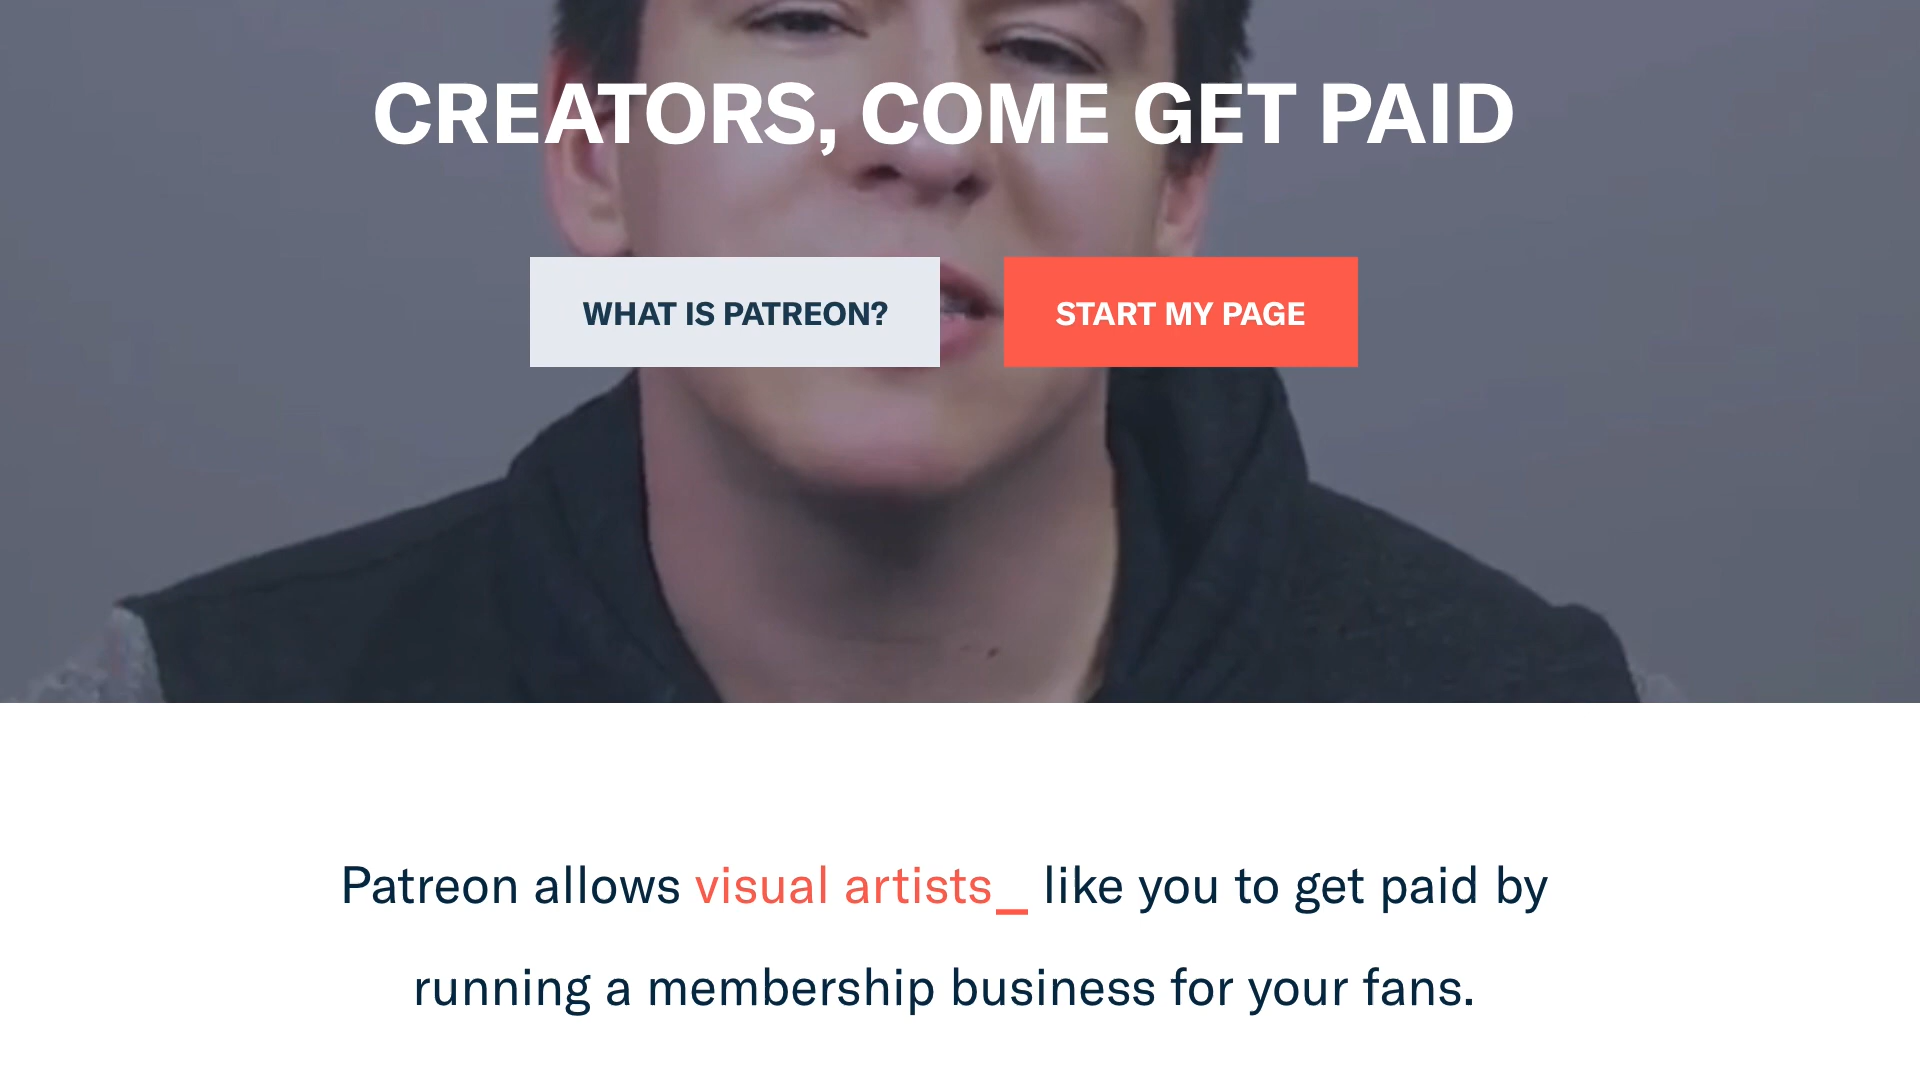 CREATORS, COME GET PAID
WHAT IS PATREON? START MY PAGE
Patreon allows visual artists_ like you to get paid by
running a membership business for your fans.